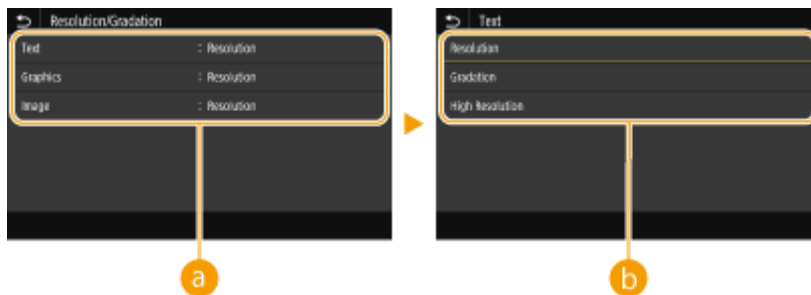 Resolution/Gradation
Text : Resolution
Graphics : Resolution
Image : Resolution
a
Text
Resolution
Gradation
High Resolution
b